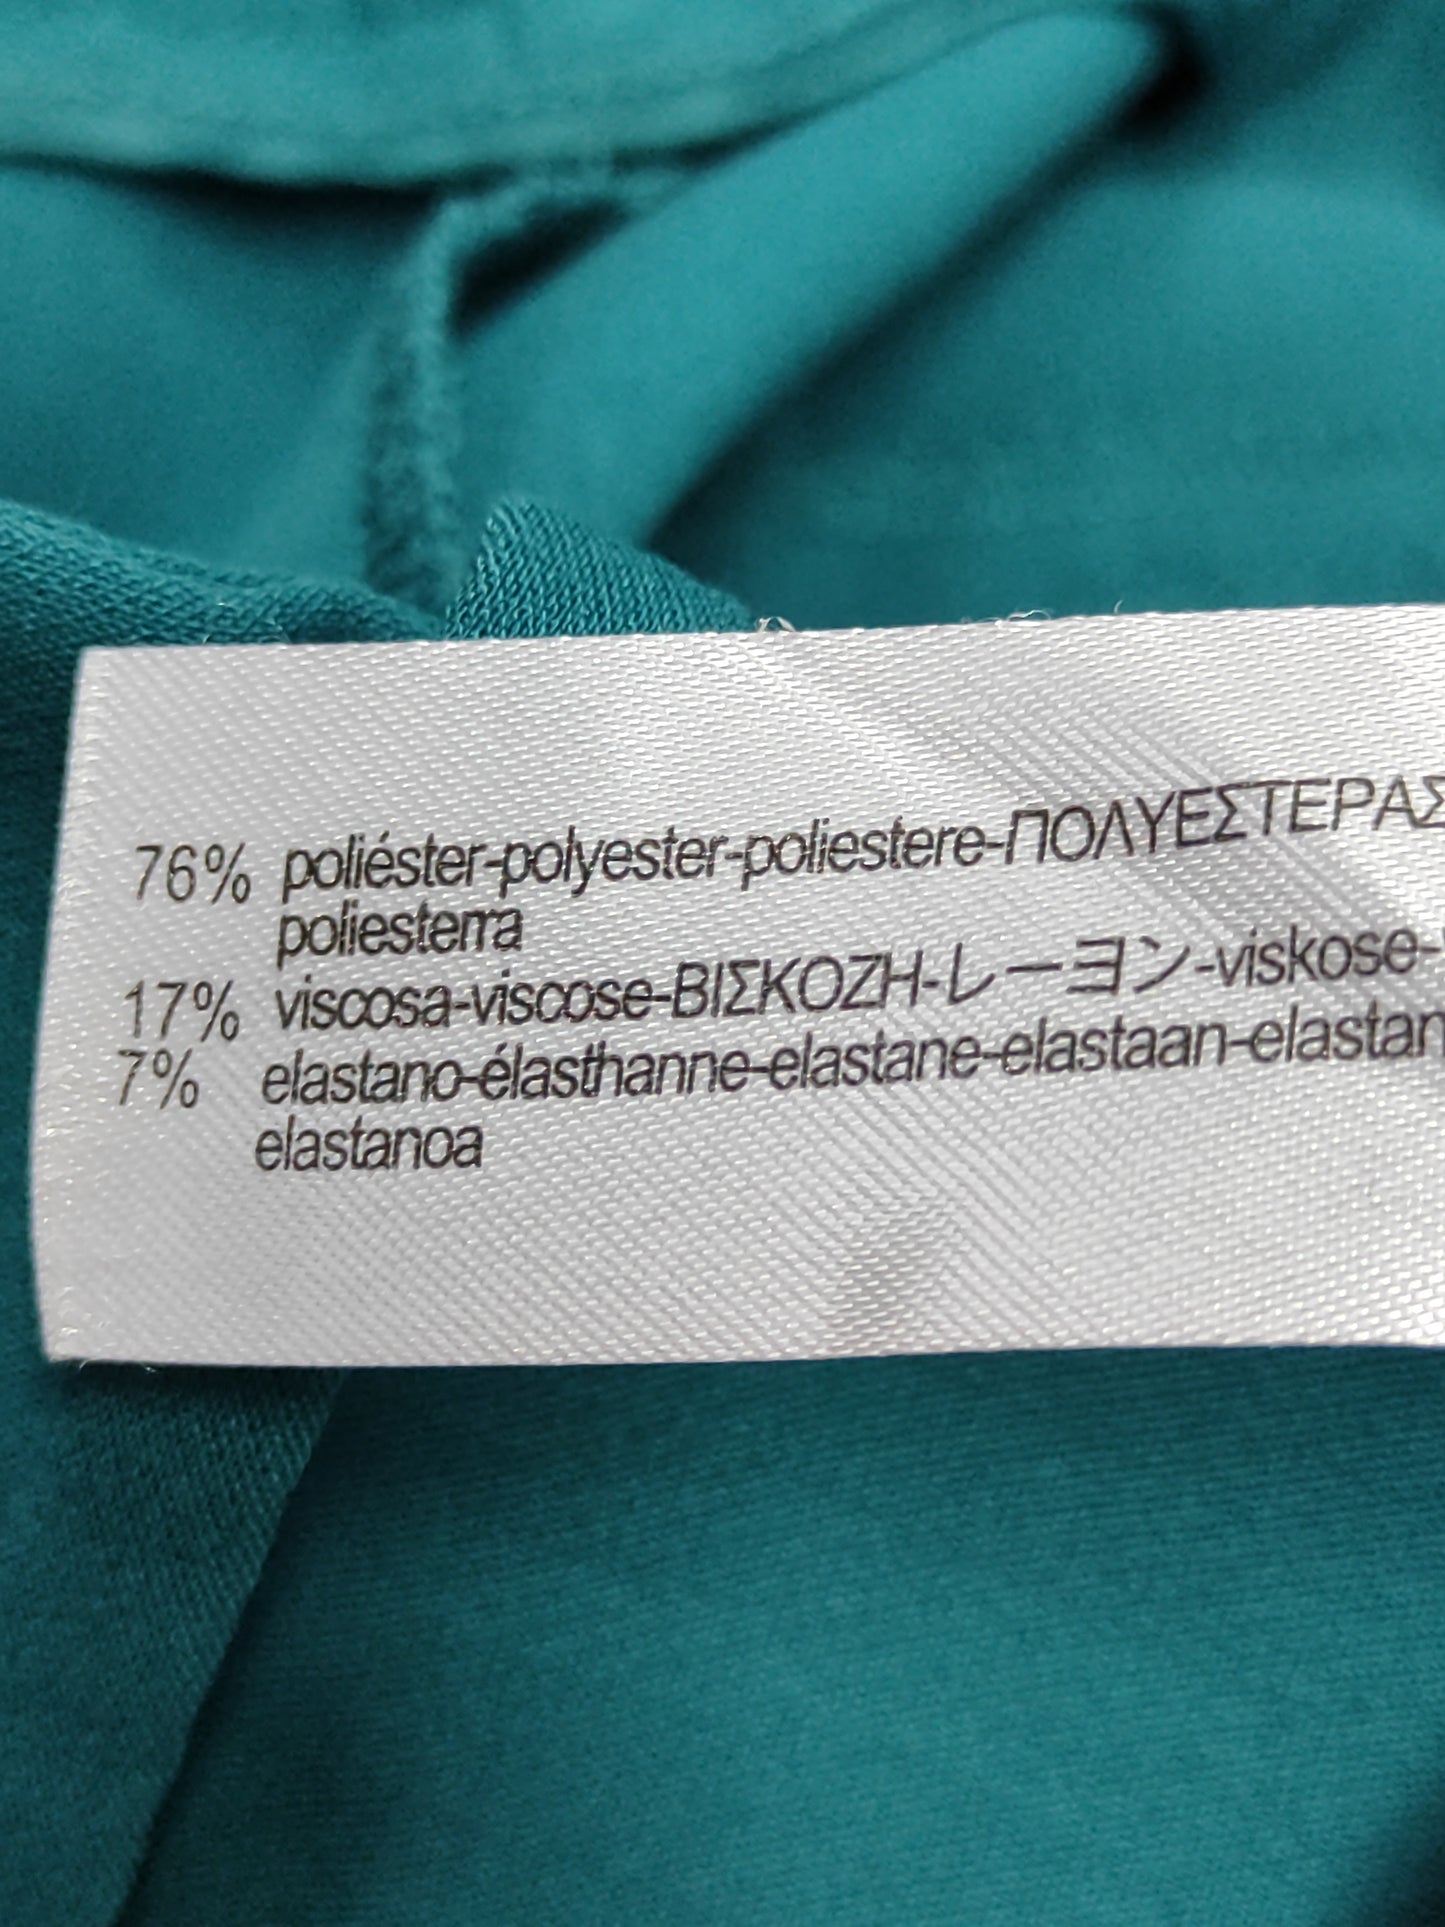 76% poliéster-polyester-poliestere-ΠΟΛΥΕΣΤΕΡΑΣ
poliesterra
17% viscosa-viscose-ΒΙΣΚΟΖΗ-レーヨン-viskose-
7% elastano-élasthanne-elastane-elastaan-elastan
elastanoa